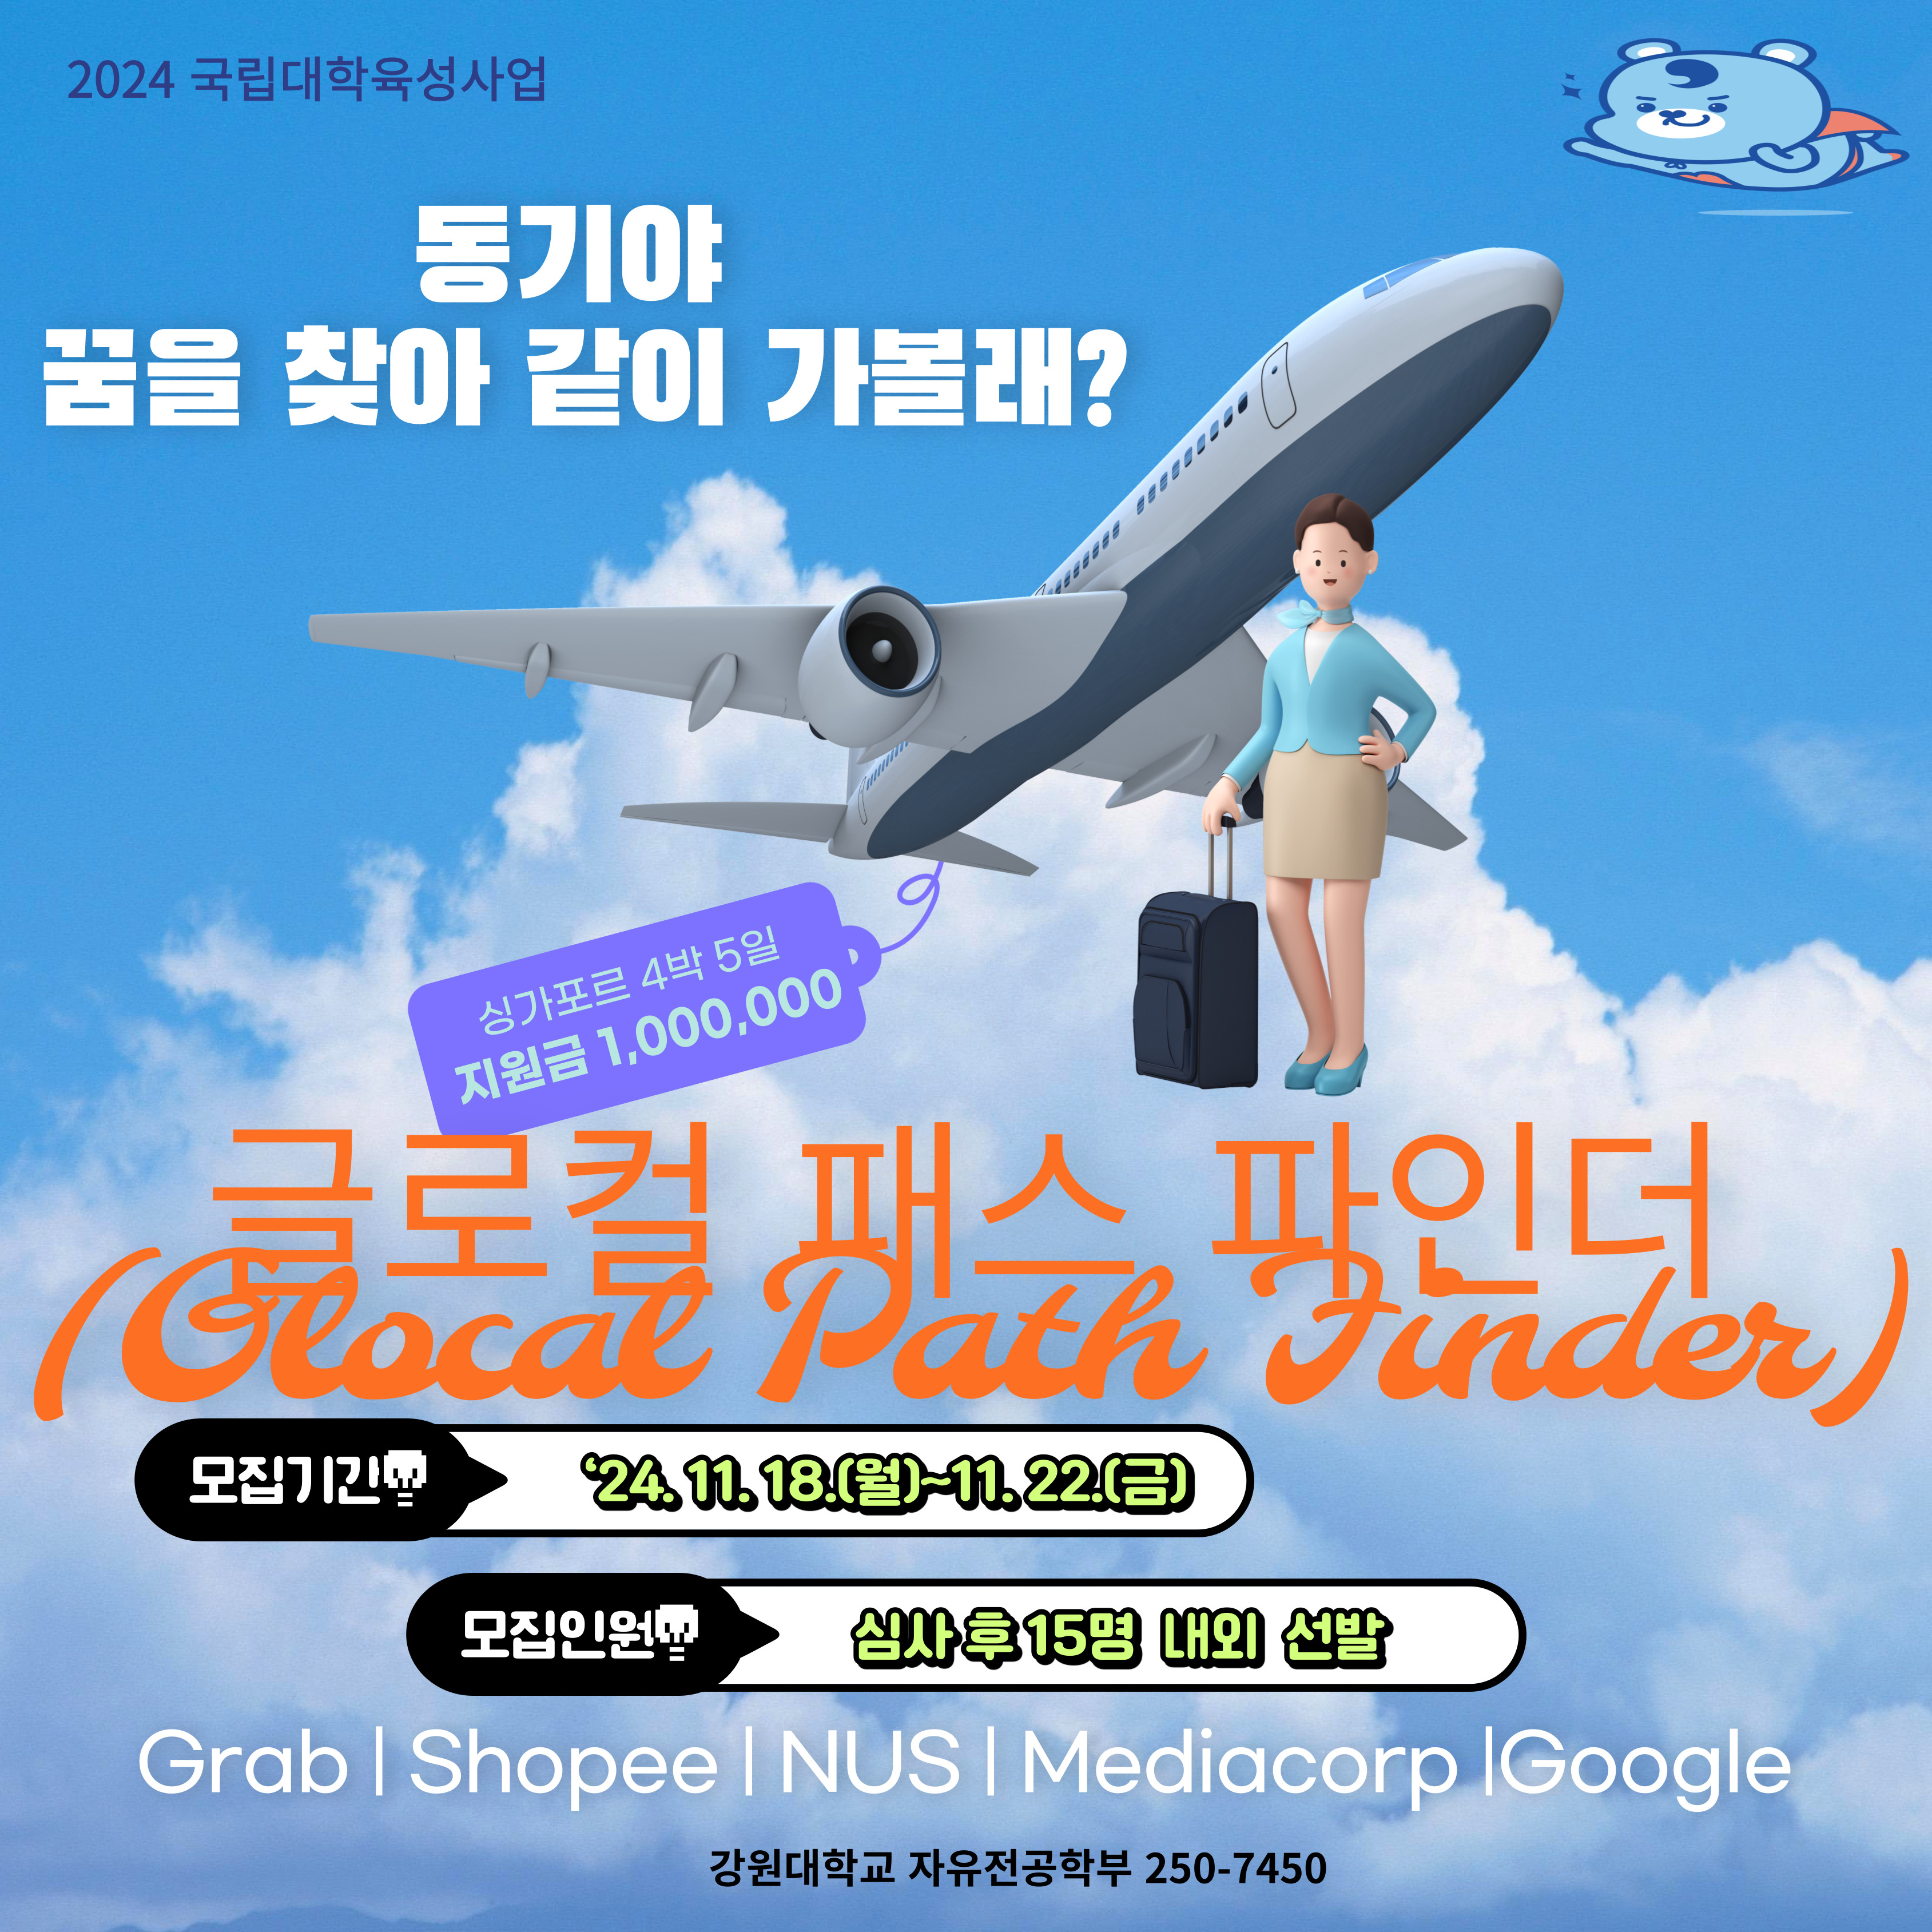 2024 국립대학육성사업
동기야
꿈을 찾아 같이 가볼래?
싱가포르 4박 5일
지원금 1,000,000
글로컬 패스 파인더
(Glocal Path Finder)
모집기간
‘24. 11. 18.(월)~11. 22.(금)
모집인원
심사 후 15명 내외 선발
Grab | Shopee | NUS | Mediacorp |Google
강원대학교 자유전공학부 250-7450